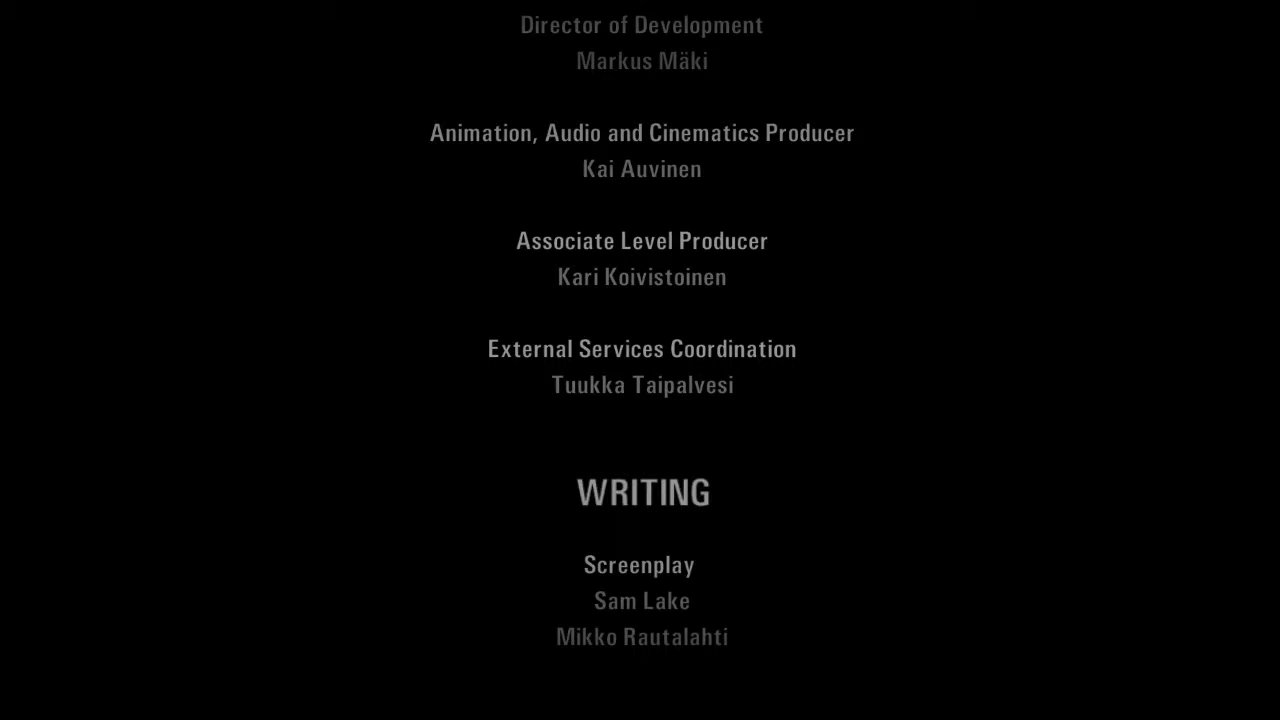 Director of Development
Markus Mäki
Animation, Audio and Cinematics Producer
Kai Auvinen
Associate Level Producer
Kari Koivistoinen
External Services Coordination
Tuukka Taipalvesi
WRITING
Screenplay
Sam Lake
Mikko Rautalahti